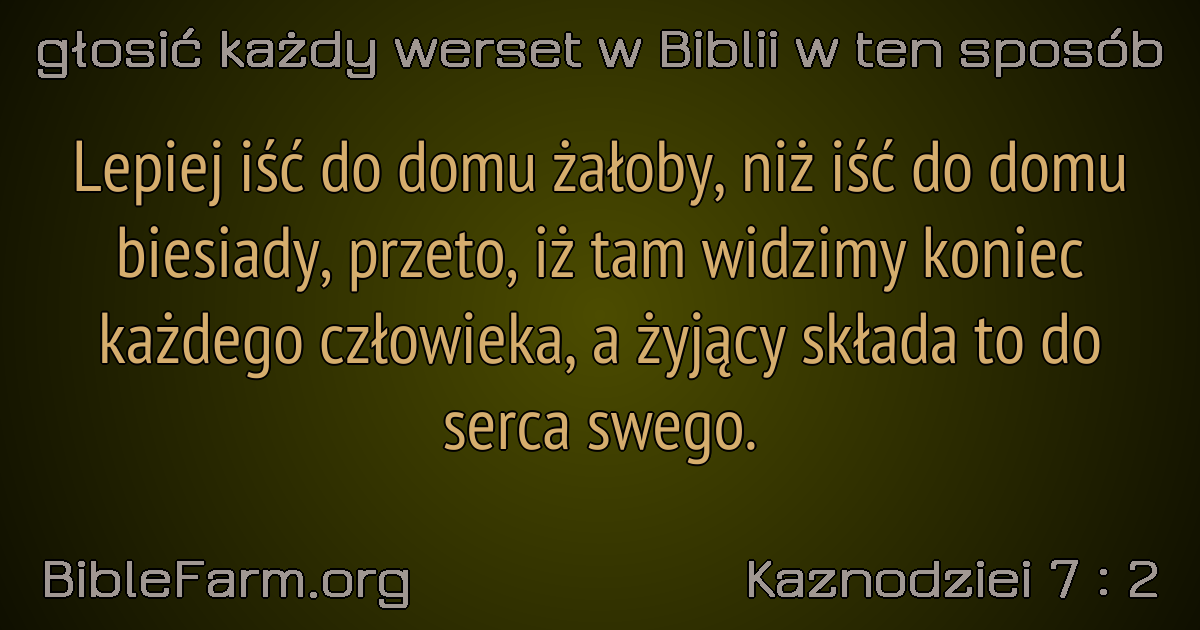 głosić każdy werset w Biblii w ten sposób
Lepiej iść do domu żałoby, niż iść do domu
biesiady, przeto, iż tam widzimy koniec
każdego człowieka, a żyjący składa to do
serca swego.
BibleFarm.org
Kaznodziei 7 : 2